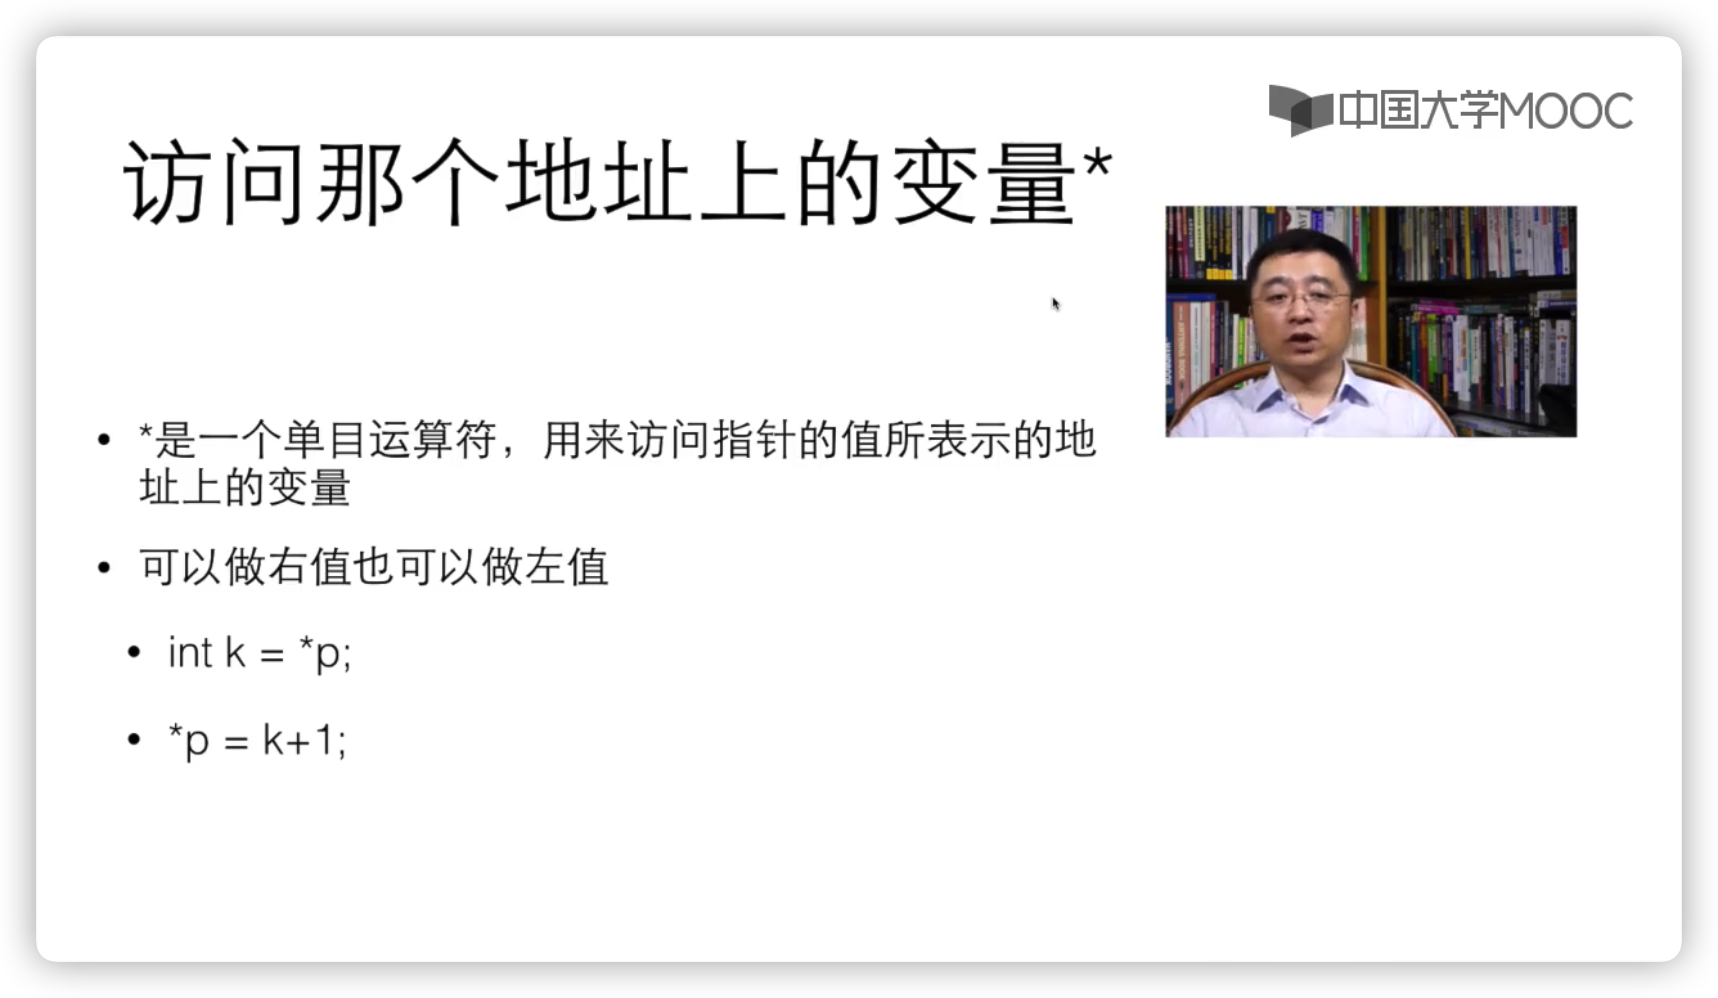 中国大学MOOC
访问那个地址上的变量*
• *是一个单目运算符，用来访问指针的值所表示的地
址上的变量
• 可以做右值也可以做左值
• int k = *p;
• *p = k+1;